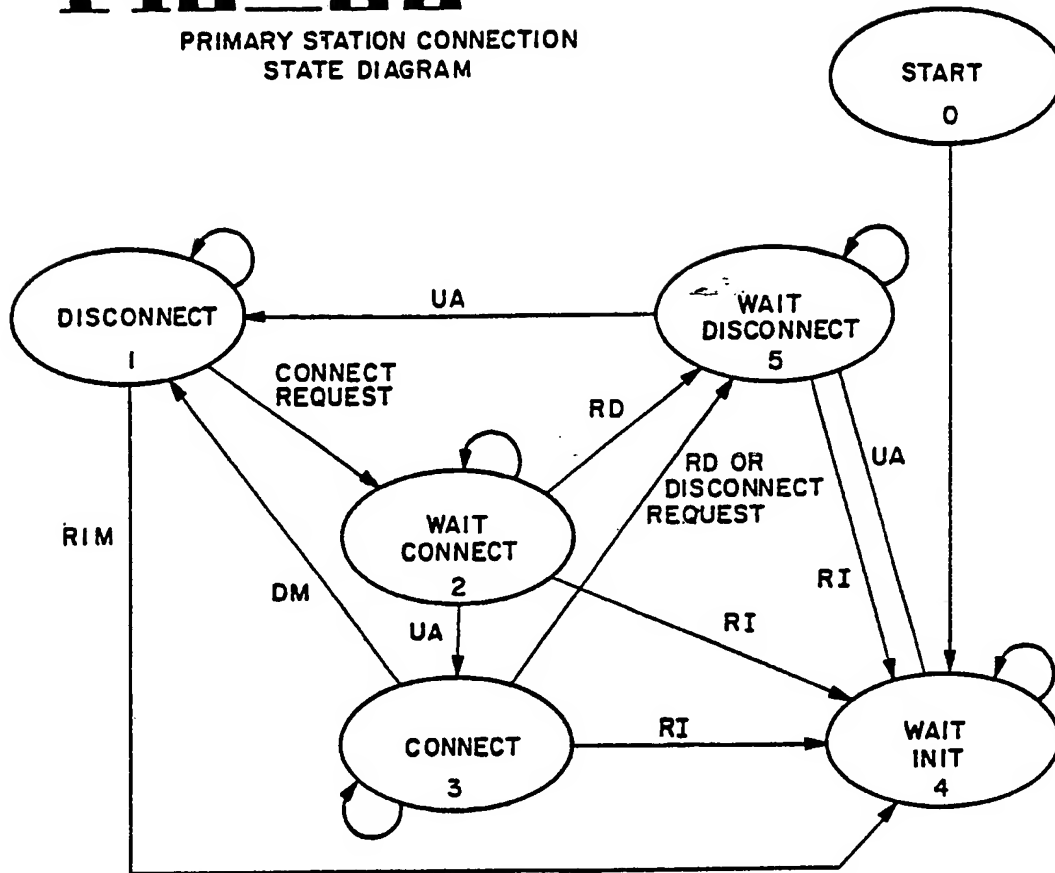 PRIMARY STATION CONNECTION
STATE DIAGRAM
START
0
DISCONNECT
1
UA
WAIT
DISCONNECT
5
CONNECT
REQUEST
RD
RD OR
DISCONNECT
REQUEST
UA
RIM
WAIT
CONNECT
2
DM
UA
RI
RI
CONNECT
3
RI
WAIT
INIT
4